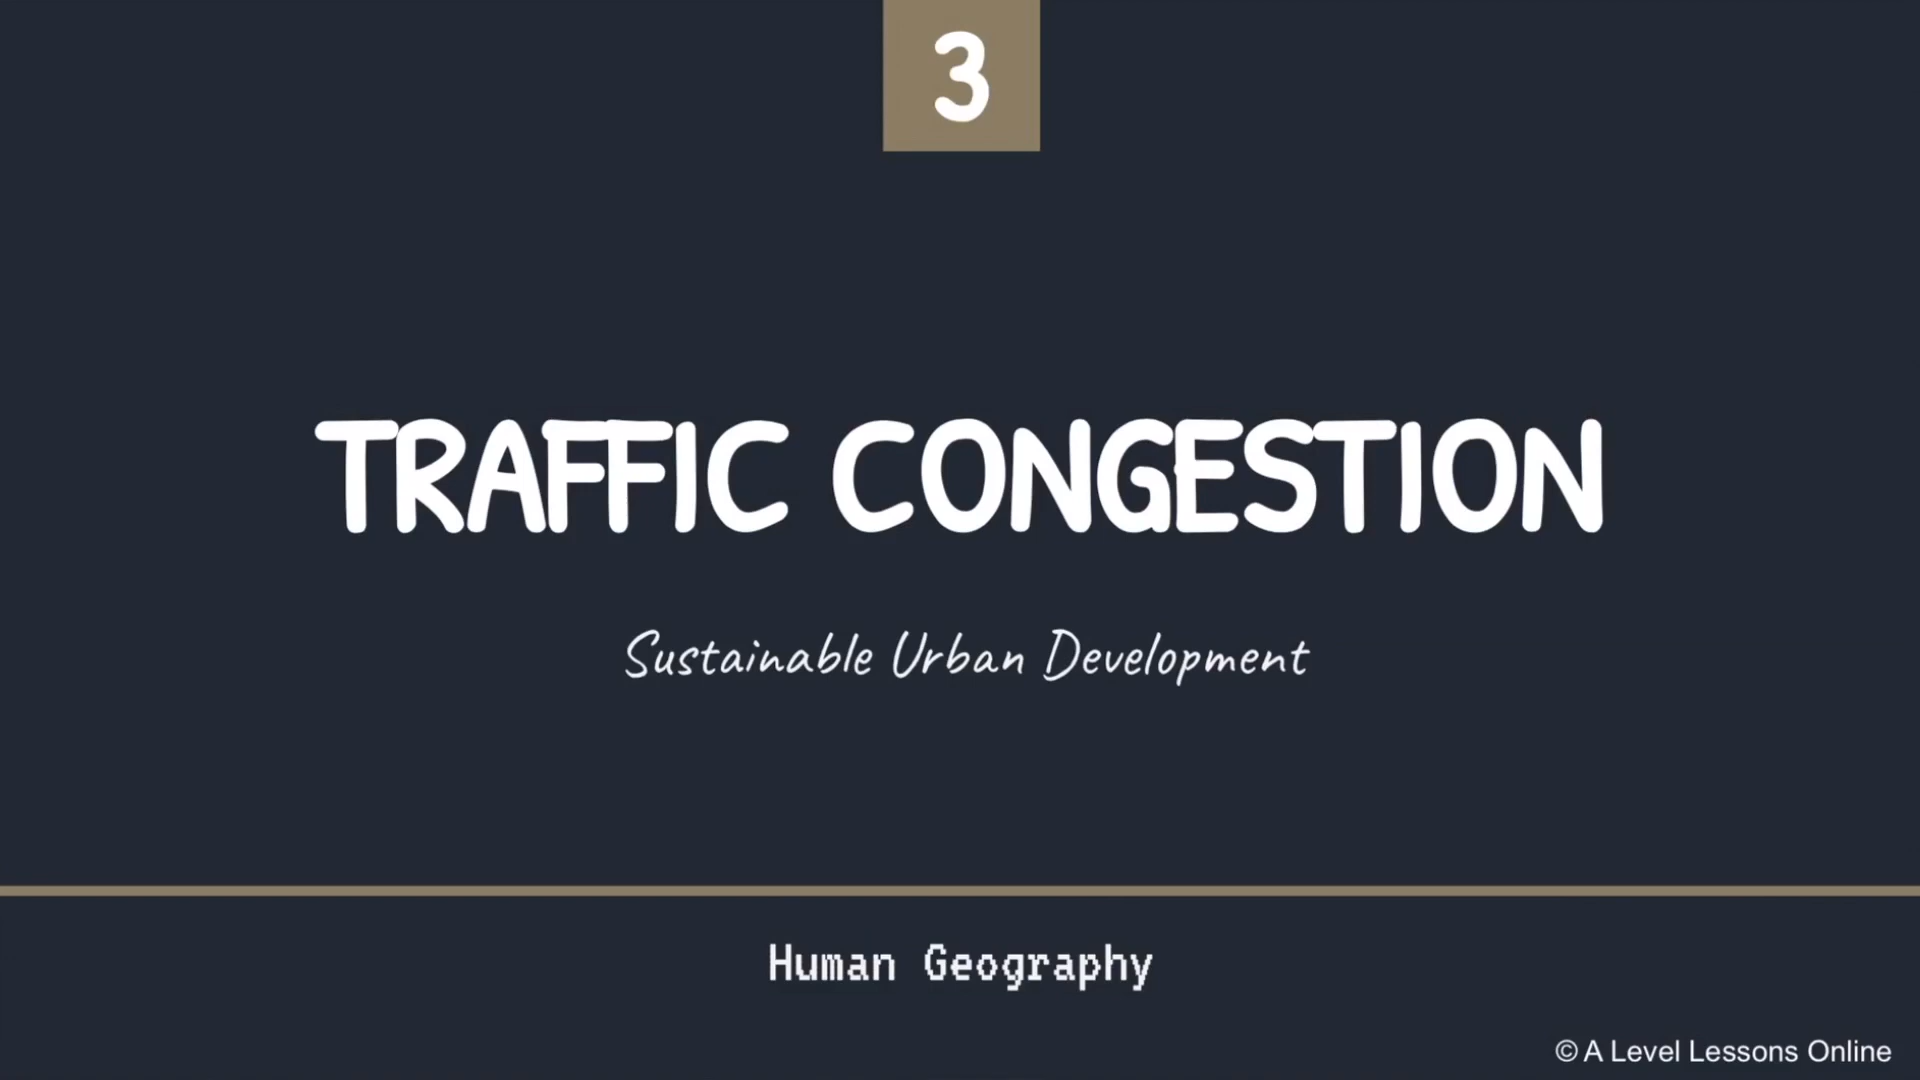 3
TRAFFIC CONGESTION
Sustainable Urban Development
Human Geography
© A Level Lessons Online